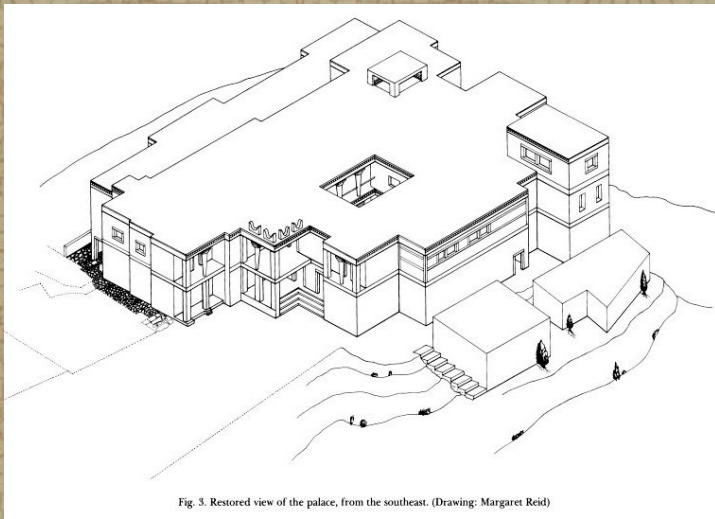 Fig. 3. Restored view of the palace, from the southeast. (Drawing: Margaret Reid)